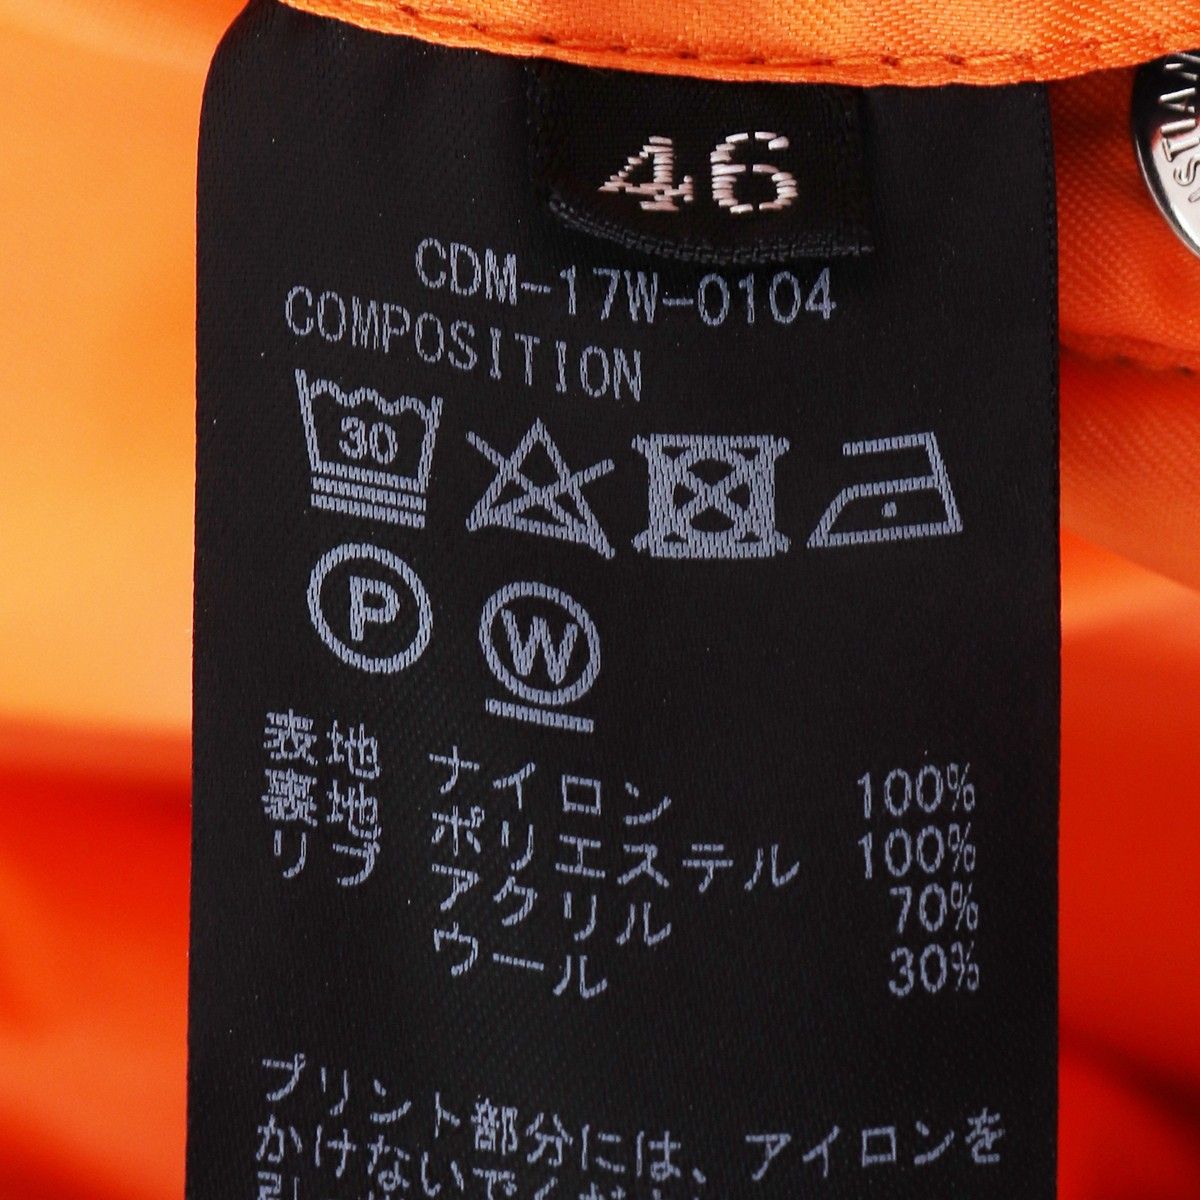 46
CDM-17W-0104
COMPOSITION
30
P
W
表地 ナイロン 100%
裏地 ポリエステル 100%
リブ アクリル 70%
ウール 30%
プリント部分には、アイロンを
かけないでください